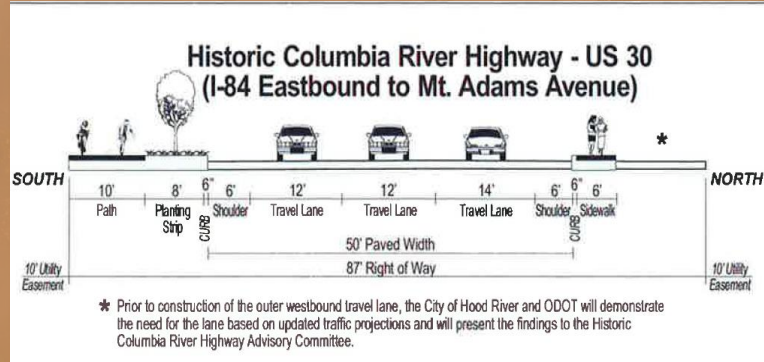 Historic Columbia River Highway - US 30
(I-84 Eastbound to Mt. Adams Avenue)
*
SOUTH
NORTH
10' 8' 6" 6' 12' 12' 14' 6' 6" 6'
Path Planting Strip CURB Shoulder Travel Lane Travel Lane Travel Lane Shoulder CURB Sidewalk
50' Paved Width
87' Right of Way
10' Utility Easement
10' Utility Easement
* Prior to construction of the outer westbound travel lane, the City of Hood River and ODOT will demonstrate
the need for the lane based on updated traffic projections and will present the findings to the Historic
Columbia River Highway Advisory Committee.